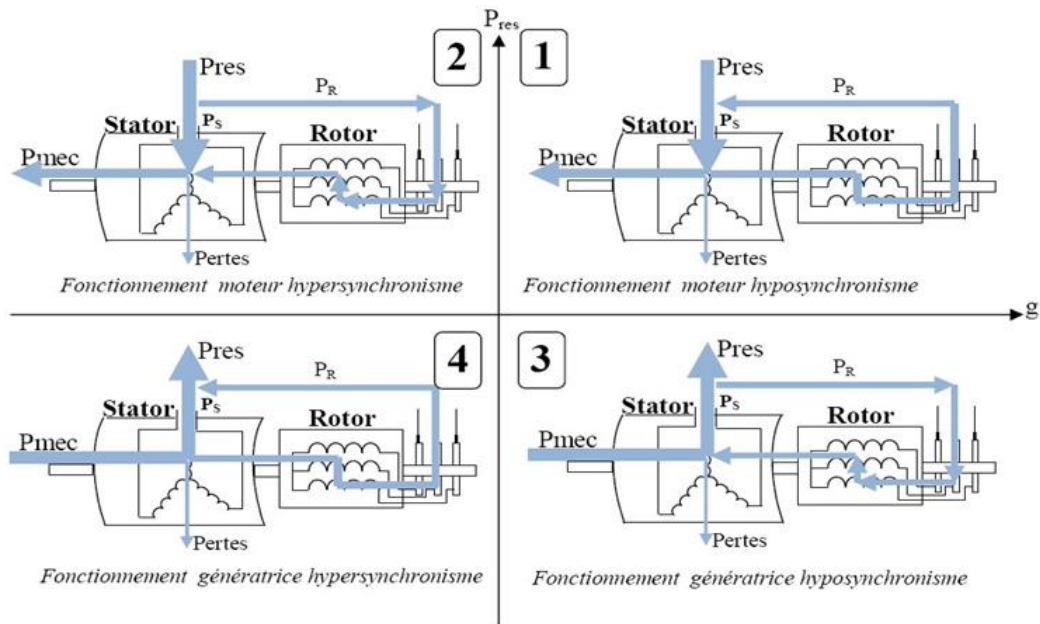 P_res
2
1
Pres
P_R
Stator
P_S
Rotor
Pmec
Pertes
Fonctionnement moteur hypersynchronisme
Pres
P_R
Stator
P_S
Rotor
Pmec
Pertes
Fonctionnement moteur hyposynchronisme
g
4
3
Pres
P_R
Stator
P_S
Rotor
Pmec
Pertes
Fonctionnement génératrice hypersynchronisme
Pres
P_R
Stator
P_S
Rotor
Pmec
Pertes
Fonctionnement génératrice hyposynchronisme